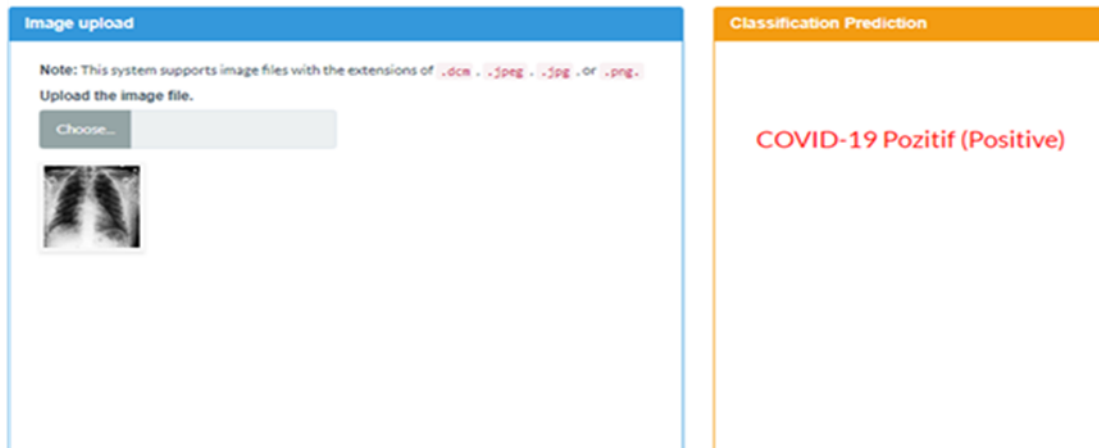 Image upload
Classification Prediction
Note: This system supports image files with the extensions of .dcm , .jpeg , .jpg , or .png.
Upload the image file.
Choose...
COVID-19 Pozitif (Positive)